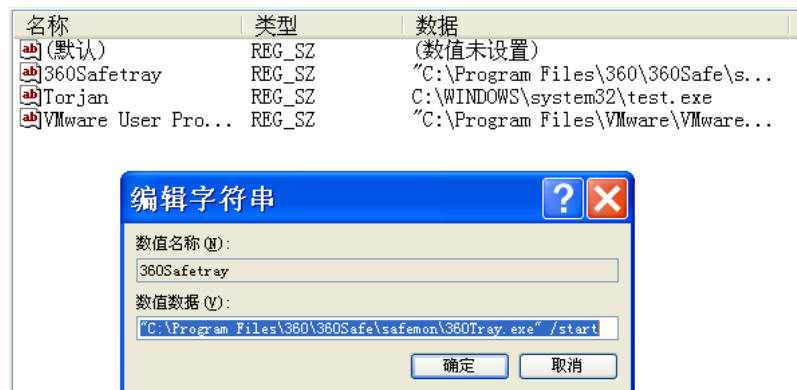 名称 类型 数据
(默认) REG_SZ (数值未设置)
360Safetray REG_SZ "C:\Program Files\360\360Safe\s...
Torjan REG_SZ C:\WINDOWS\system32\test.exe
VMware User Pro... REG_SZ "C:\Program Files\VMware\VMware...
编辑字符串
数值名称(N):
360Safetray
数值数据(V):
"C:\Program Files\360\360Safe\safemon\360Tray.exe" /start
确定 取消